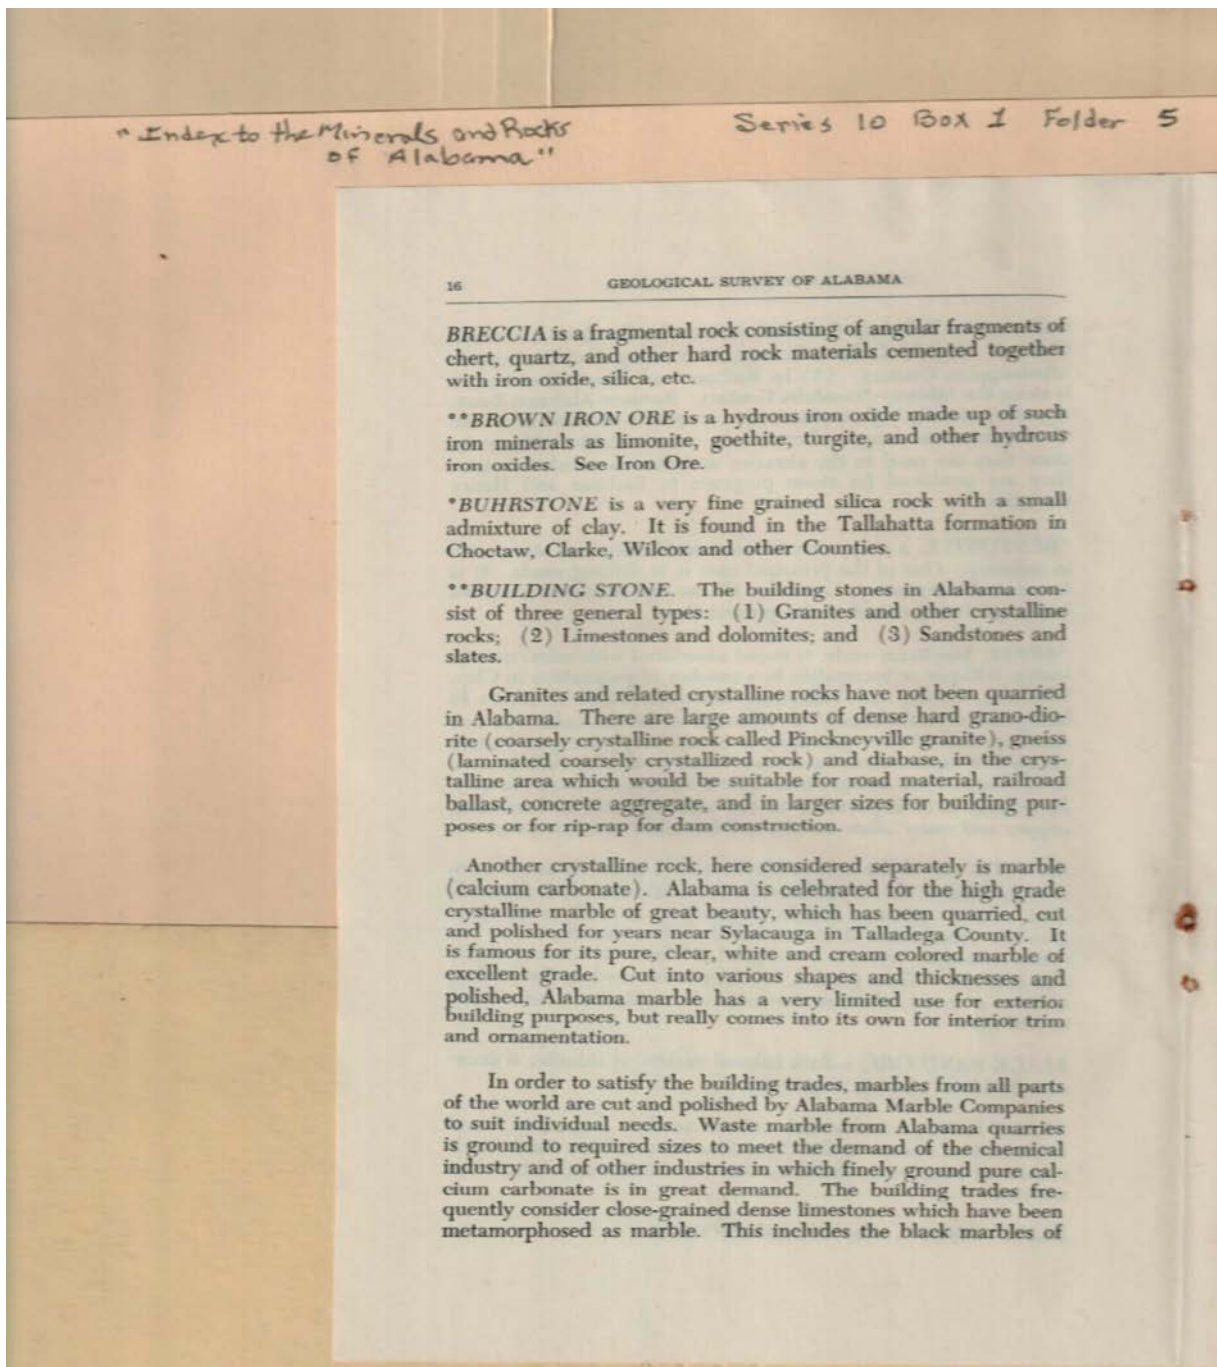 "Index to the Minerals and Rocks
of Alabama"
Series 10 Box 1 Folder 5
16 GEOLOGICAL SURVEY OF ALABAMA
BRECCIA is a fragmental rock consisting of angular fragments of
chert, quartz, and other hard rock materials cemented together
with iron oxide, silica, etc.
**BROWN IRON ORE is a hydrous iron oxide made up of such
iron minerals as limonite, goethite, turgite, and other hydrous
iron oxides. See Iron Ore.
*BUHRSTONE is a very fine grained silica rock with a small
admixture of clay. It is found in the Tallahatta formation in
Choctaw, Clarke, Wilcox and other Counties.
**BUILDING STONE. The building stones in Alabama con-
sist of three general types: (1) Granites and other crystalline
rocks; (2) Limestones and dolomites; and (3) Sandstones and
slates.
Granites and related crystalline rocks have not been quarried
in Alabama. There are large amounts of dense hard grano-dio-
rite (coarsely crystalline rock called Pinckneyville granite), gneiss
(laminated coarsely crystallized rock) and diabase, in the crys-
talline area which would be suitable for road material, railroad
ballast, concrete aggregate, and in larger sizes for building pur-
poses or for rip-rap for dam construction.
Another crystalline rock, here considered separately is marble
(calcium carbonate). Alabama is celebrated for the high grade
crystalline marble of great beauty, which has been quarried, cut
and polished for years near Sylacauga in Talladega County. It
is famous for its pure, clear, white and cream colored marble of
excellent grade. Cut into various shapes and thicknesses and
polished, Alabama marble has a very limited use for exterior
building purposes, but really comes into its own for interior trim
and ornamentation.
In order to satisfy the building trades, marbles from all parts
of the world are cut and polished by Alabama Marble Companies
to suit individual needs. Waste marble from Alabama quarries
is ground to required sizes to meet the demand of the chemical
industry and of other industries in which finely ground pure cal-
cium carbonate is in great demand. The building trades fre-
quently consider close-grained dense limestones which have been
metamorphosed as marble. This includes the black marbles of